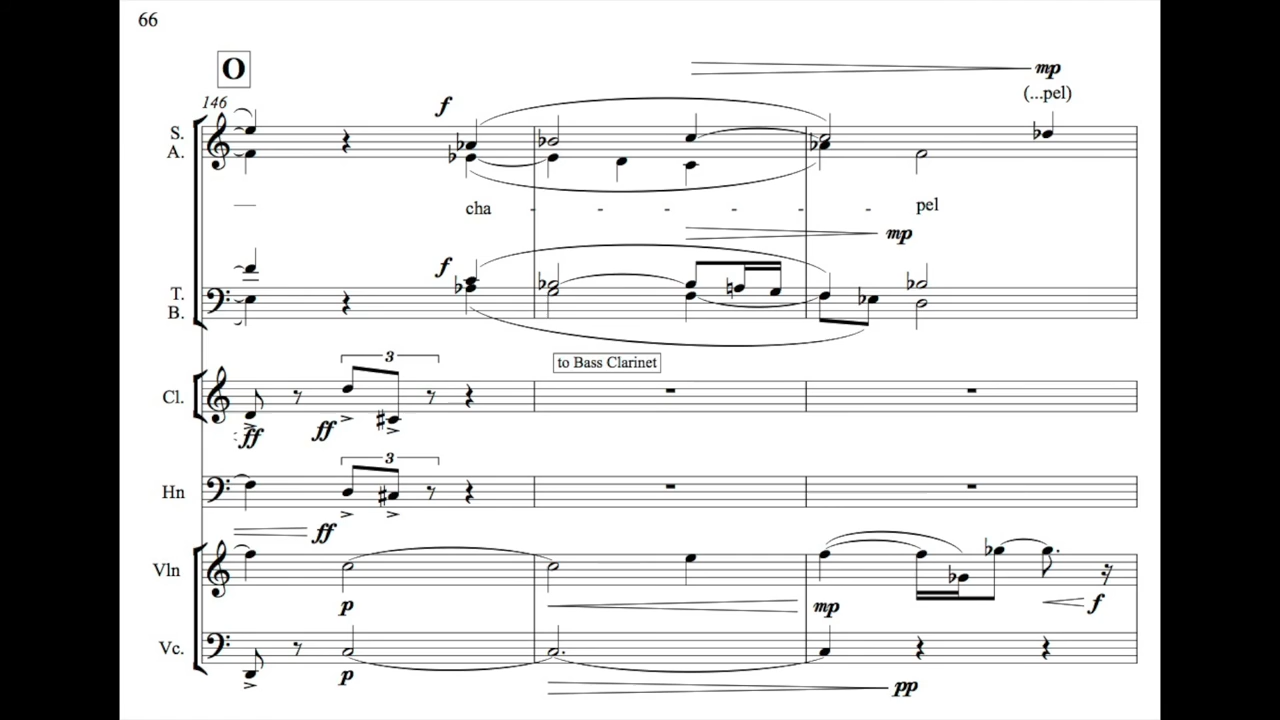 66
O
mp
(...pel)
146
f
S.
A.
cha - - - - - - pel
mp
f
T.
B.
to Bass Clarinet
3
Cl.
ff
ff
3
Hn
ff
Vln
p
mp
f
Vc.
p
pp